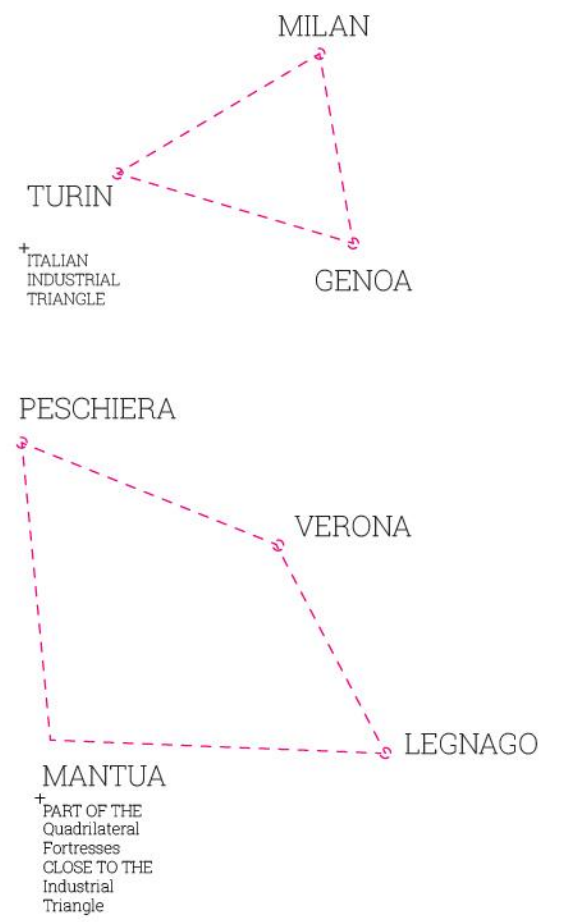 MILAN
TURIN
+
ITALIAN
INDUSTRIAL
TRIANGLE
GENOA
PESCHIERA
VERONA
LEGNAGO
MANTUA
+
PART OF THE
Quadrilateral
Fortresses
CLOSE TO THE
Industrial
Triangle